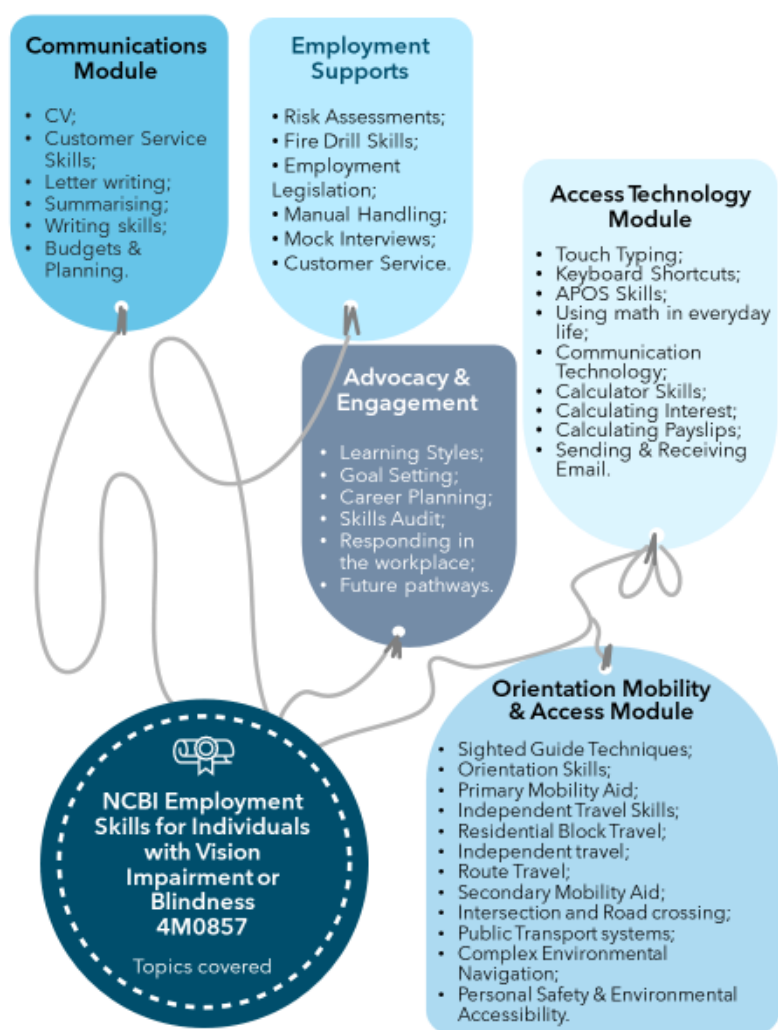 Communications
Module
• CV;
• Customer Service
Skills;
• Letter writing;
• Summarising;
• Writing skills;
• Budgets &
Planning.
Employment
Supports
• Risk Assessments;
• Fire Drill Skills;
• Employment
Legislation;
• Manual Handling;
• Mock Interviews;
• Customer Service.
Access Technology
Module
• Touch Typing;
• Keyboard Shortcuts;
• APOS Skills;
• Using math in everyday
life;
• Communication
Technology;
• Calculator Skills;
• Calculating Interest;
• Calculating Payslips;
• Sending & Receiving
Email.
Advocacy &
Engagement
• Learning Styles;
• Goal Setting;
• Career Planning;
• Skills Audit;
• Responding in
the workplace;
• Future pathways.
Orientation Mobility
& Access Module
• Sighted Guide Techniques;
• Orientation Skills;
• Primary Mobility Aid;
• Independent Travel Skills;
• Residential Block Travel;
• Independent travel;
• Route Travel;
• Secondary Mobility Aid;
• Intersection and Road crossing;
• Public Transport systems;
• Complex Environmental
Navigation;
• Personal Safety & Environmental
Accessibility.
NCBI Employment
Skills for Individuals
with Vision
Impairment or
Blindness
4M0857
Topics covered